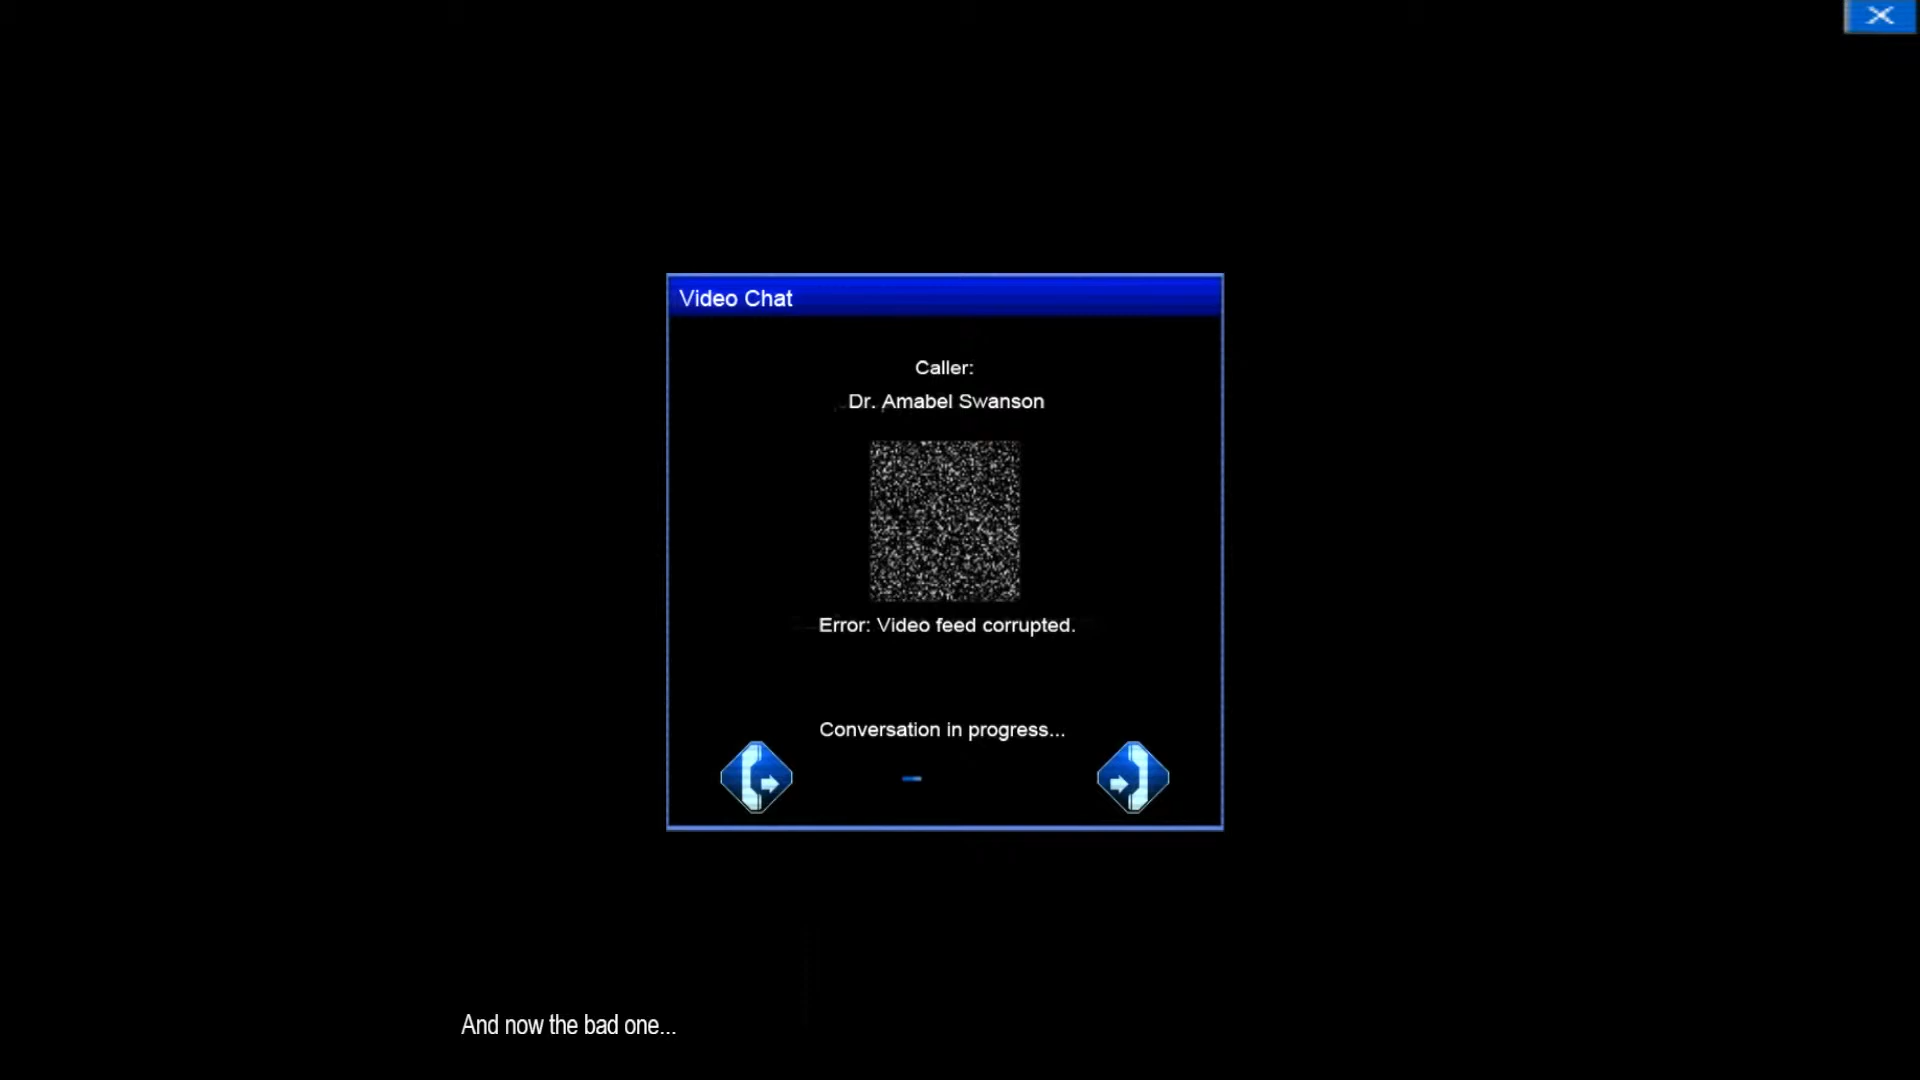 Video Chat
Caller:
Dr. Amabel Swanson
Error: Video feed corrupted.
Conversation in progress...
And now the bad one...